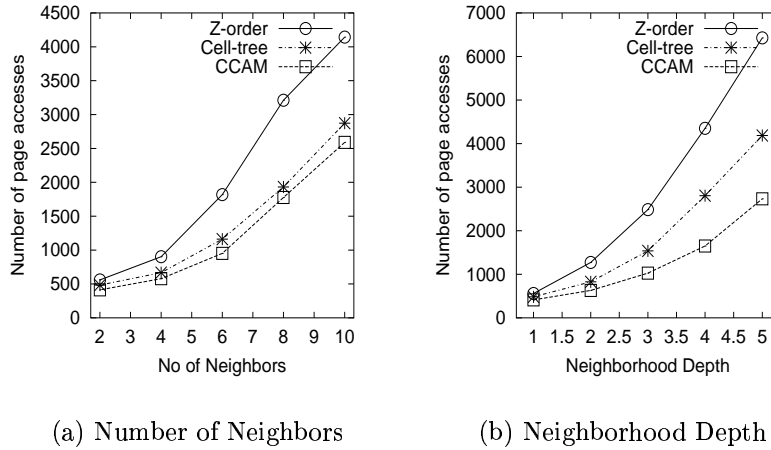 4500
4000
3500
3000
2500
2000
1500
1000
500
0
Number of page accesses
Z-order
Cell-tree
CCAM
2 3 4 5 6 7 8 9 10
No of Neighbors
(a) Number of Neighbors
7000
6000
5000
4000
3000
2000
1000
0
Number of page accesses
Z-order
Cell-tree
CCAM
1 1.5 2 2.5 3 3.5 4 4.5 5
Neighborhood Depth
(b) Neighborhood Depth